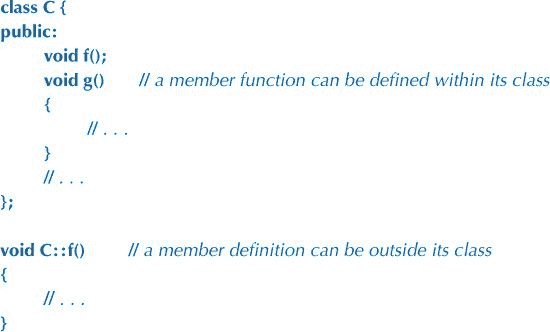 class C {
public:
void f();
void g() // a member function can be defined within its class
{
// . . .
}
// . . .
};
void C::f() // a member definition can be outside its class
{
// . . .
}